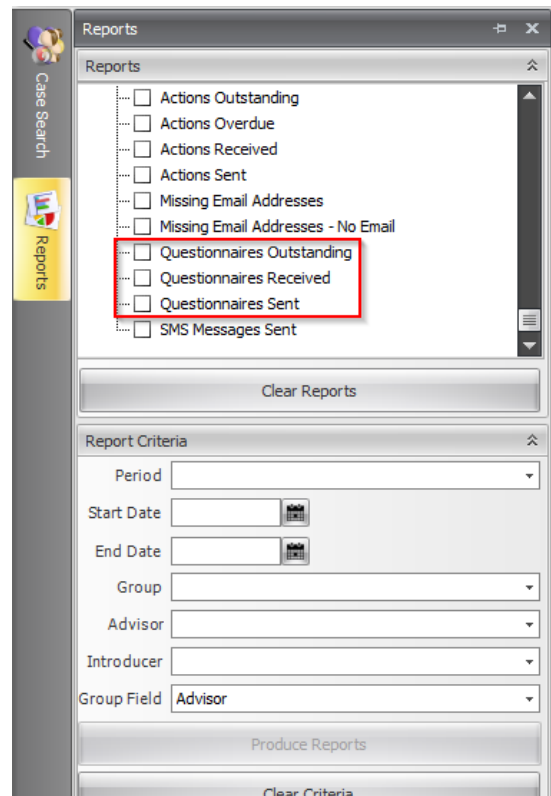 Reports
Case Search
Reports
Reports
Actions Outstanding
Actions Overdue
Actions Received
Actions Sent
Missing Email Addresses
Missing Email Addresses - No Email
Questionnaires Outstanding
Questionnaires Received
Questionnaires Sent
SMS Messages Sent
Clear Reports
Report Criteria
Period
Start Date
End Date
Group
Advisor
Introducer
Group Field Advisor
Produce Reports
Clear Criteria